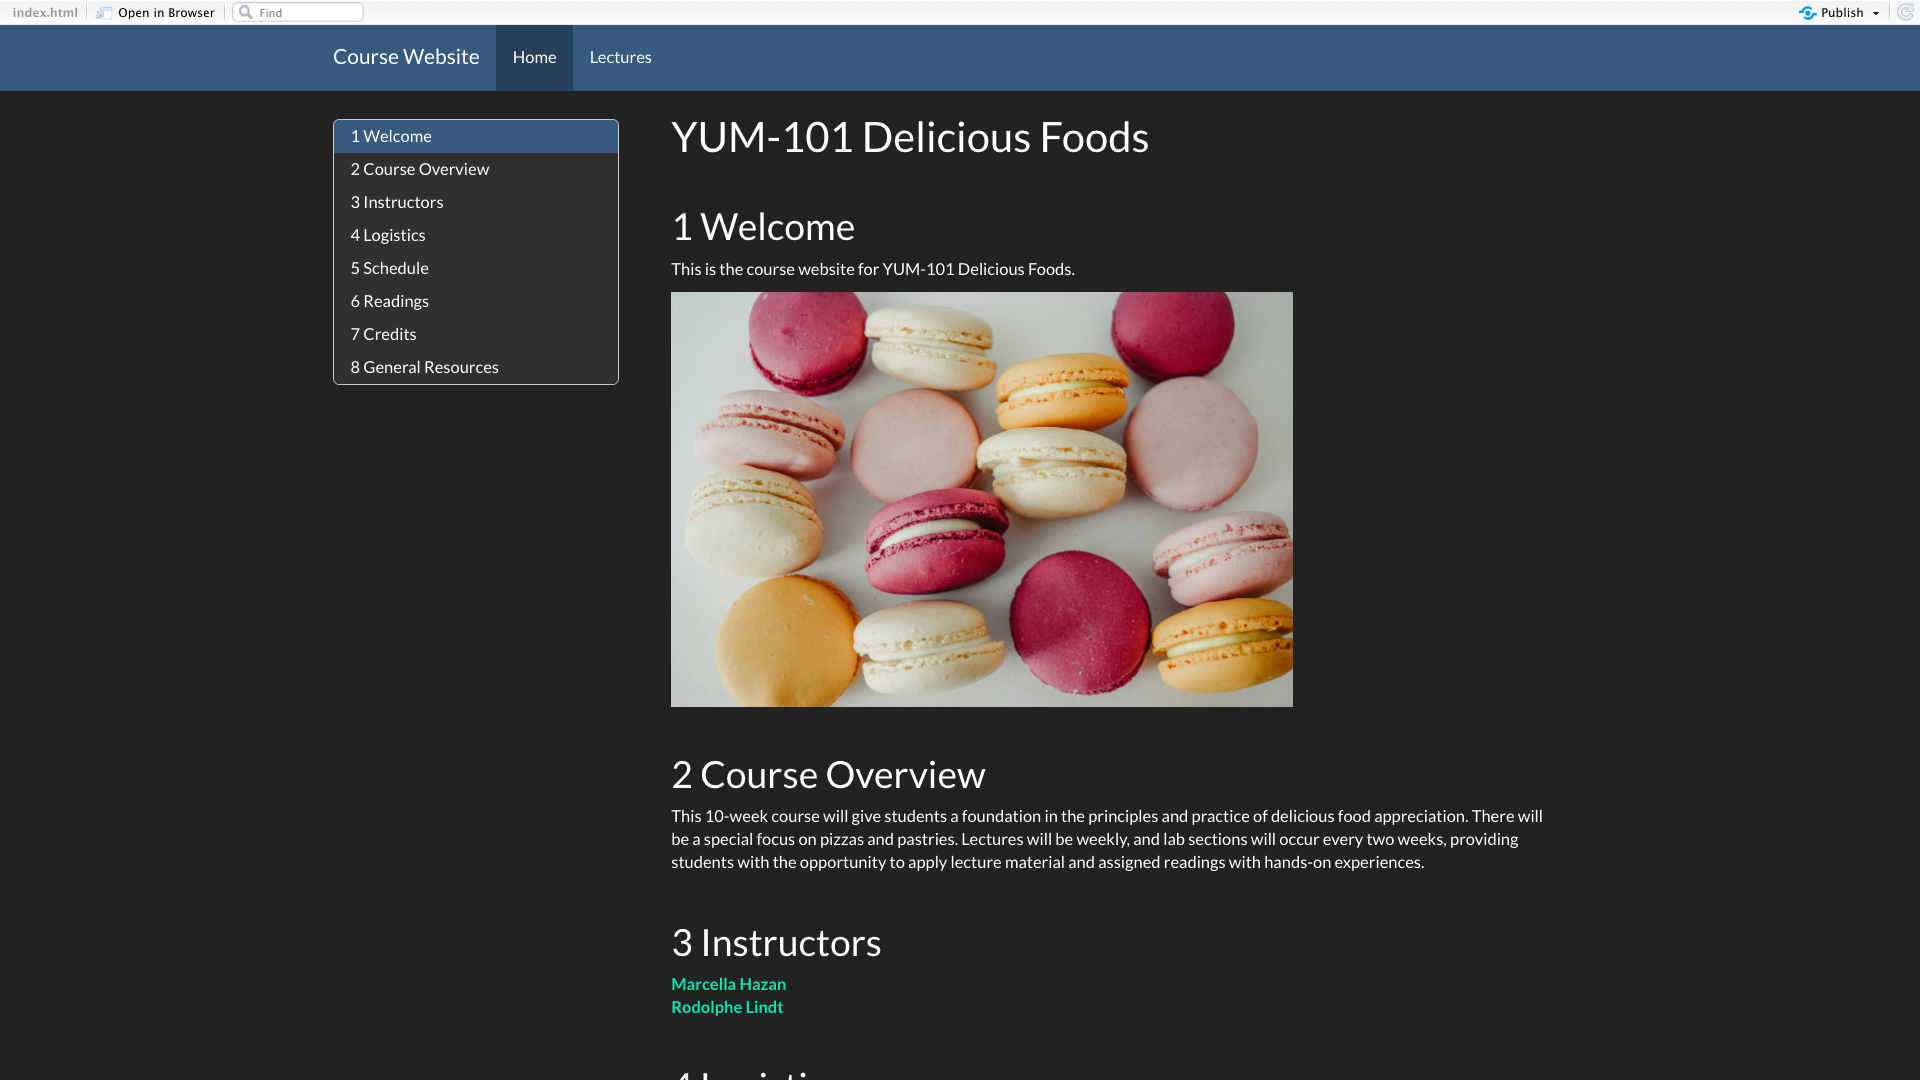 index.html Open in Browser Find Publish
Course Website Home Lectures
1 Welcome
2 Course Overview
3 Instructors
4 Logistics
5 Schedule
6 Readings
7 Credits
8 General Resources
YUM-101 Delicious Foods
1 Welcome
This is the course website for YUM-101 Delicious Foods.
2 Course Overview
This 10-week course will give students a foundation in the principles and practice of delicious food appreciation. There will
be a special focus on pizzas and pastries. Lectures will be weekly, and lab sections will occur every two weeks, providing
students with the opportunity to apply lecture material and assigned readings with hands-on experiences.
3 Instructors
Marcella Hazan
Rodolphe Lindt